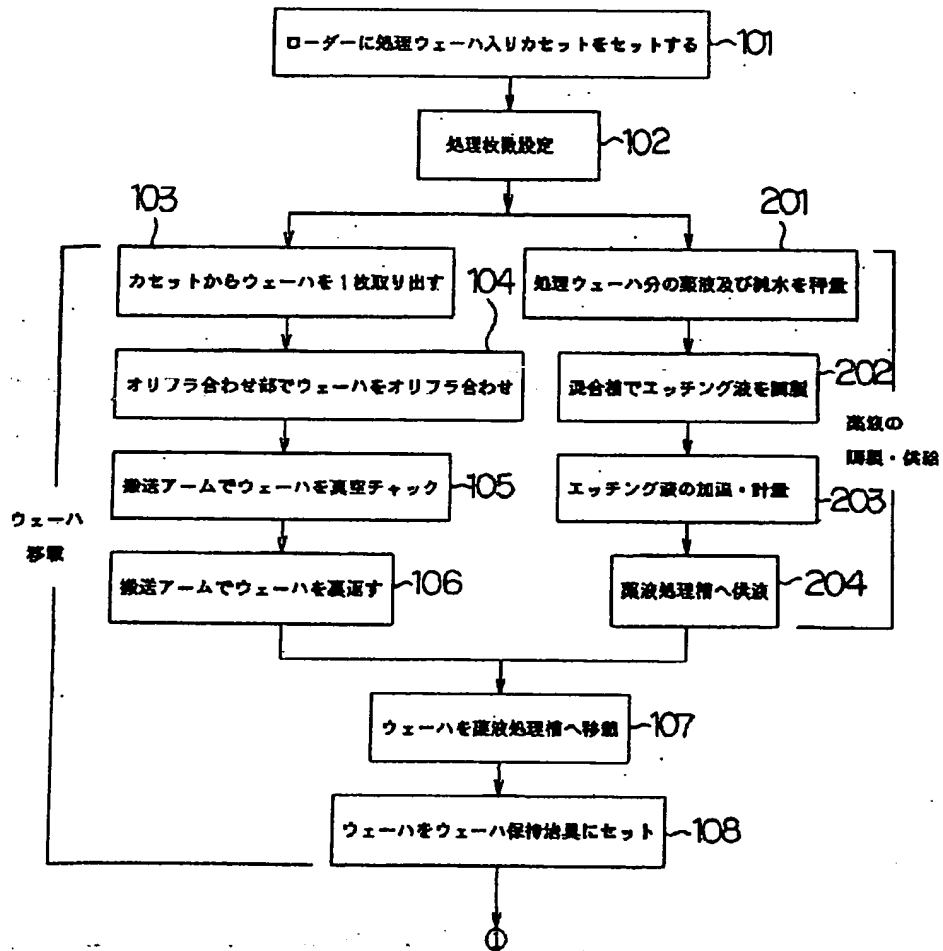 ローダーに処理ウェーハ入りカセットをセットする
101
処理枚数設定
102
103
201
カセットからウェーハを1枚取り出す
104
処理ウェーハ分の薬液及び純水を秤量
オリフラ合わせ部でウェーハをオリフラ合わせ
混合槽でエッチング液を調製
202
薬液の
調製・供給
搬送アームでウェーハを真空チャック
105
エッチング液の加温・計量
203
ウェーハ
移載
搬送アームでウェーハを裏返す
106
薬液処理槽へ供液
204
ウェーハを薬液処理槽へ移載
107
ウェーハをウェーハ保持治具にセット
108
①